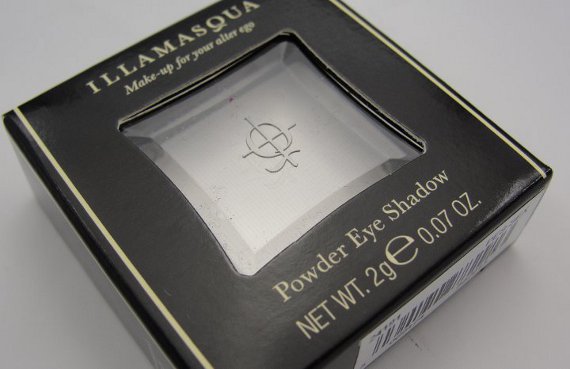 ILLAMASQUA
Make-up for your alter ego
Powder Eye Shadow
NET WT. 2g ℮ 0.07 OZ.